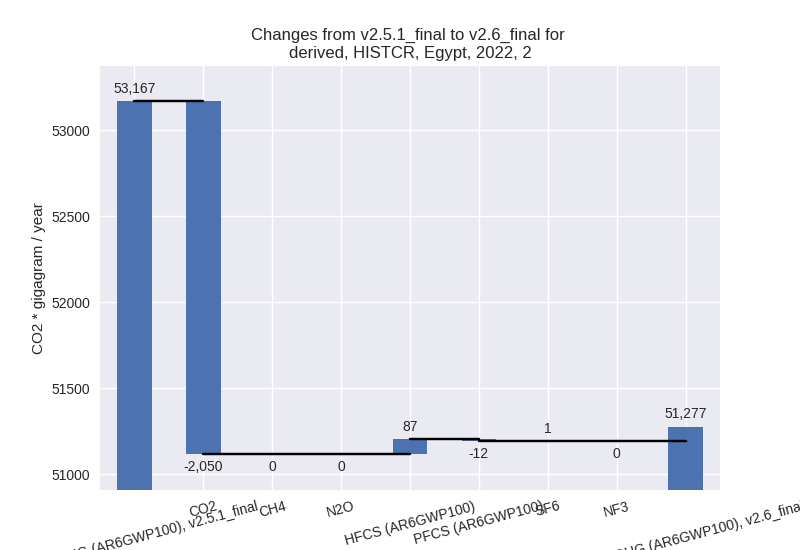 Changes from v2.5.1_final to v2.6_final for
derived, HISTCR, Egypt, 2022, 2
CO2 * gigagram / year
53000
52500
52000
51500
51000
53,167
-2,050
0
0
87
-12
1
0
51,277
(AR6GWP100), v2.5.1_final
CO2
CH4
N2O
HFCS (AR6GWP100)
PFCS (AR6GWP100)
SF6
NF3
(AR6GWP100), v2.6_final